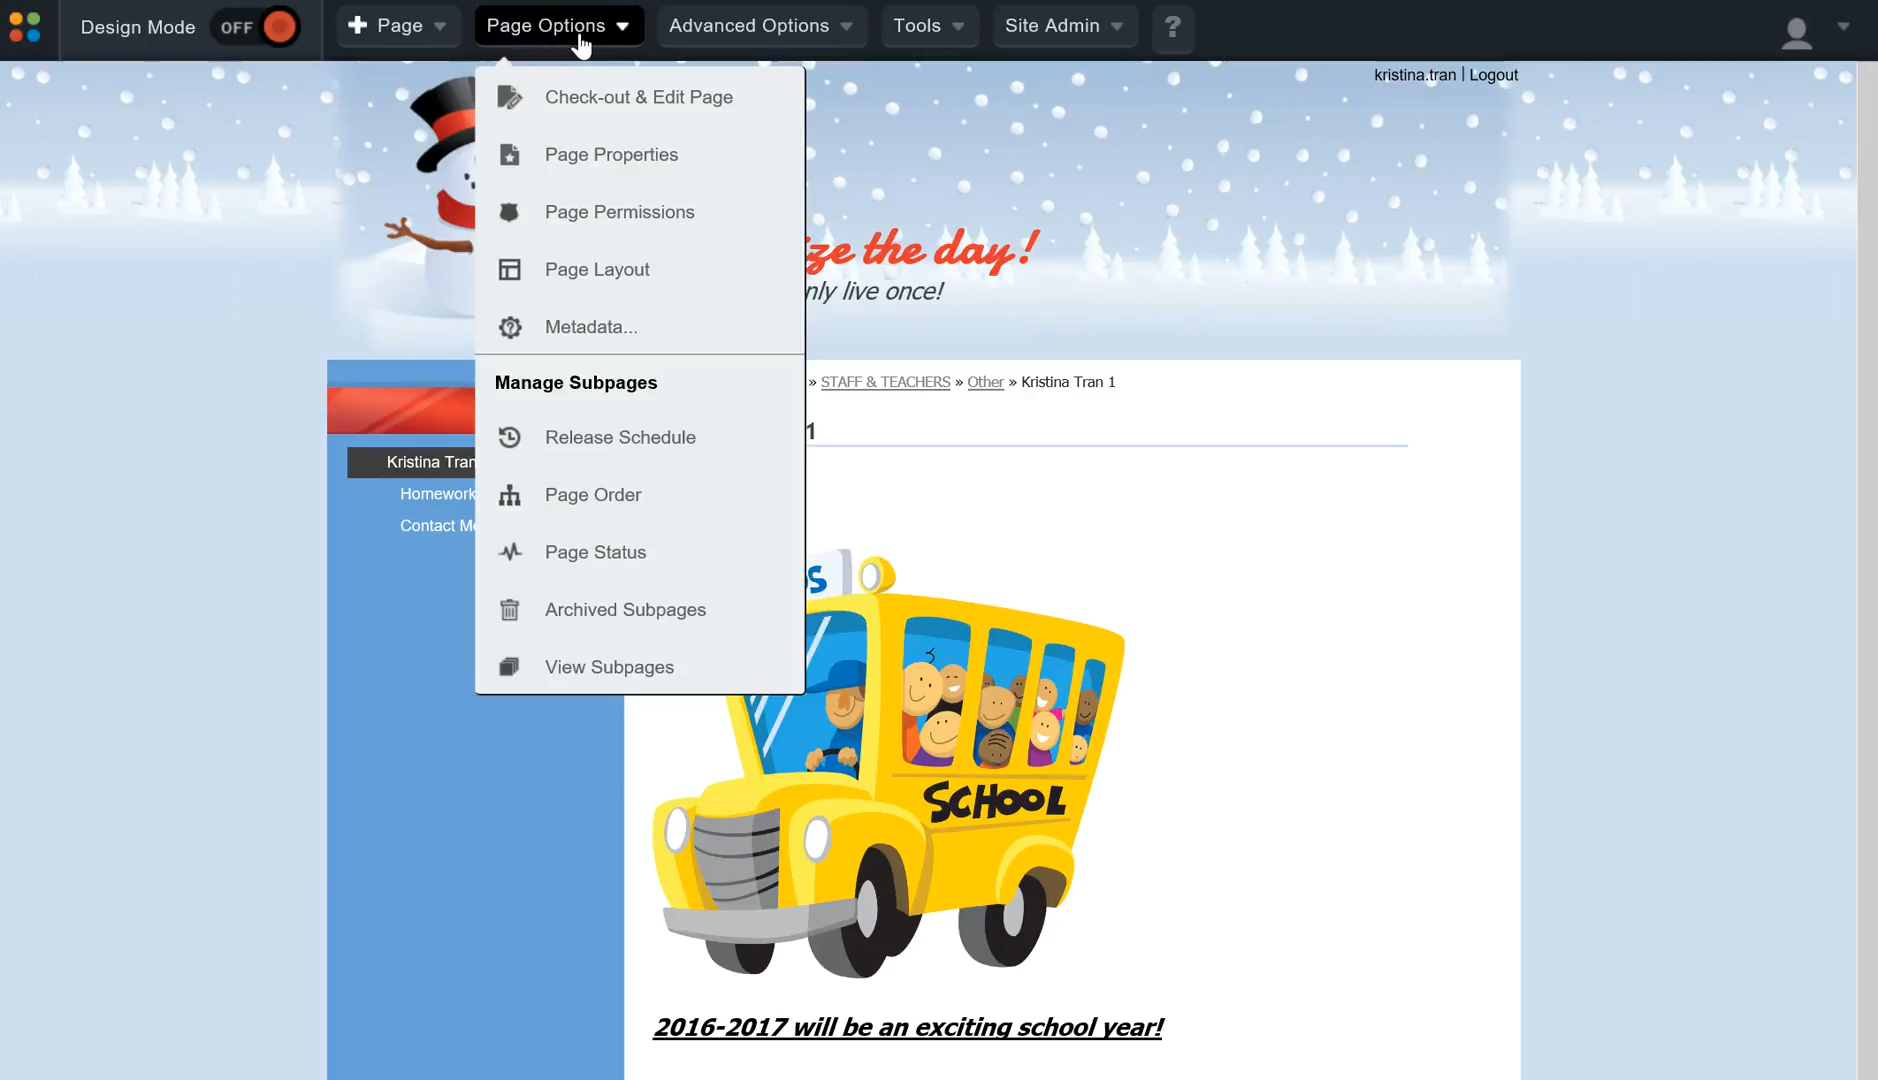 Design Mode OFF Page Page Options Advanced Options Tools Site Admin ?
kristina.tran | Logout
Check-out & Edit Page
Page Properties
Page Permissions
Page Layout
Metadata...
Manage Subpages
Release Schedule
Page Order
Page Status
Archived Subpages
View Subpages
the day!
live once!
» STAFF & TEACHERS » Other » Kristina Tran 1
1
Kristina Tran
Homework
Contact
SCHOOL
2016-2017 will be an exciting school year!